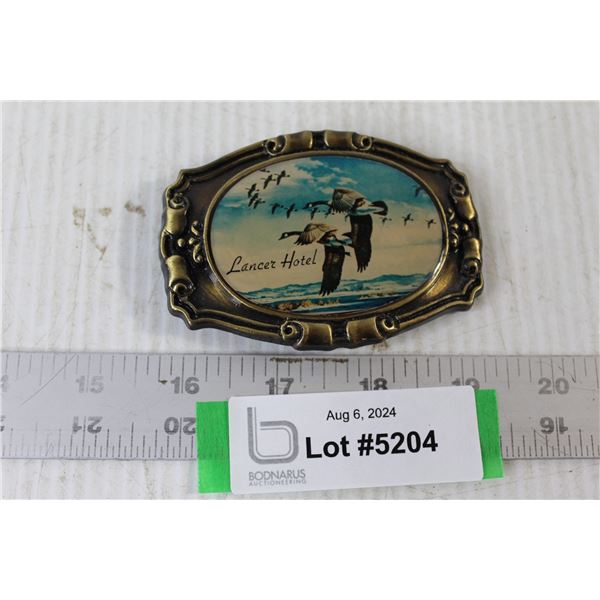 Lancer Hotel
15 16 17 18 19 20
21 20 16
Aug 6, 2024
Lot #5204
BODNARUS
AUCTIONEERING